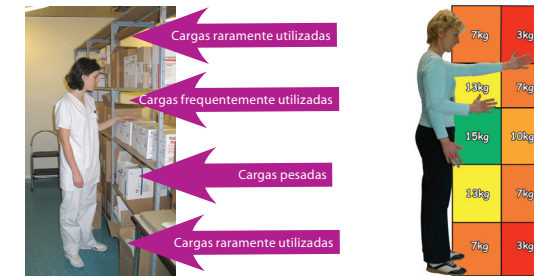 Cargas raramente utilizadas
Cargas frequentemente utilizadas
Cargas pesadas
Cargas raramente utilizadas
7kg 3kg
13kg 7kg
15kg 10kg
13kg 7kg
7kg 3kg